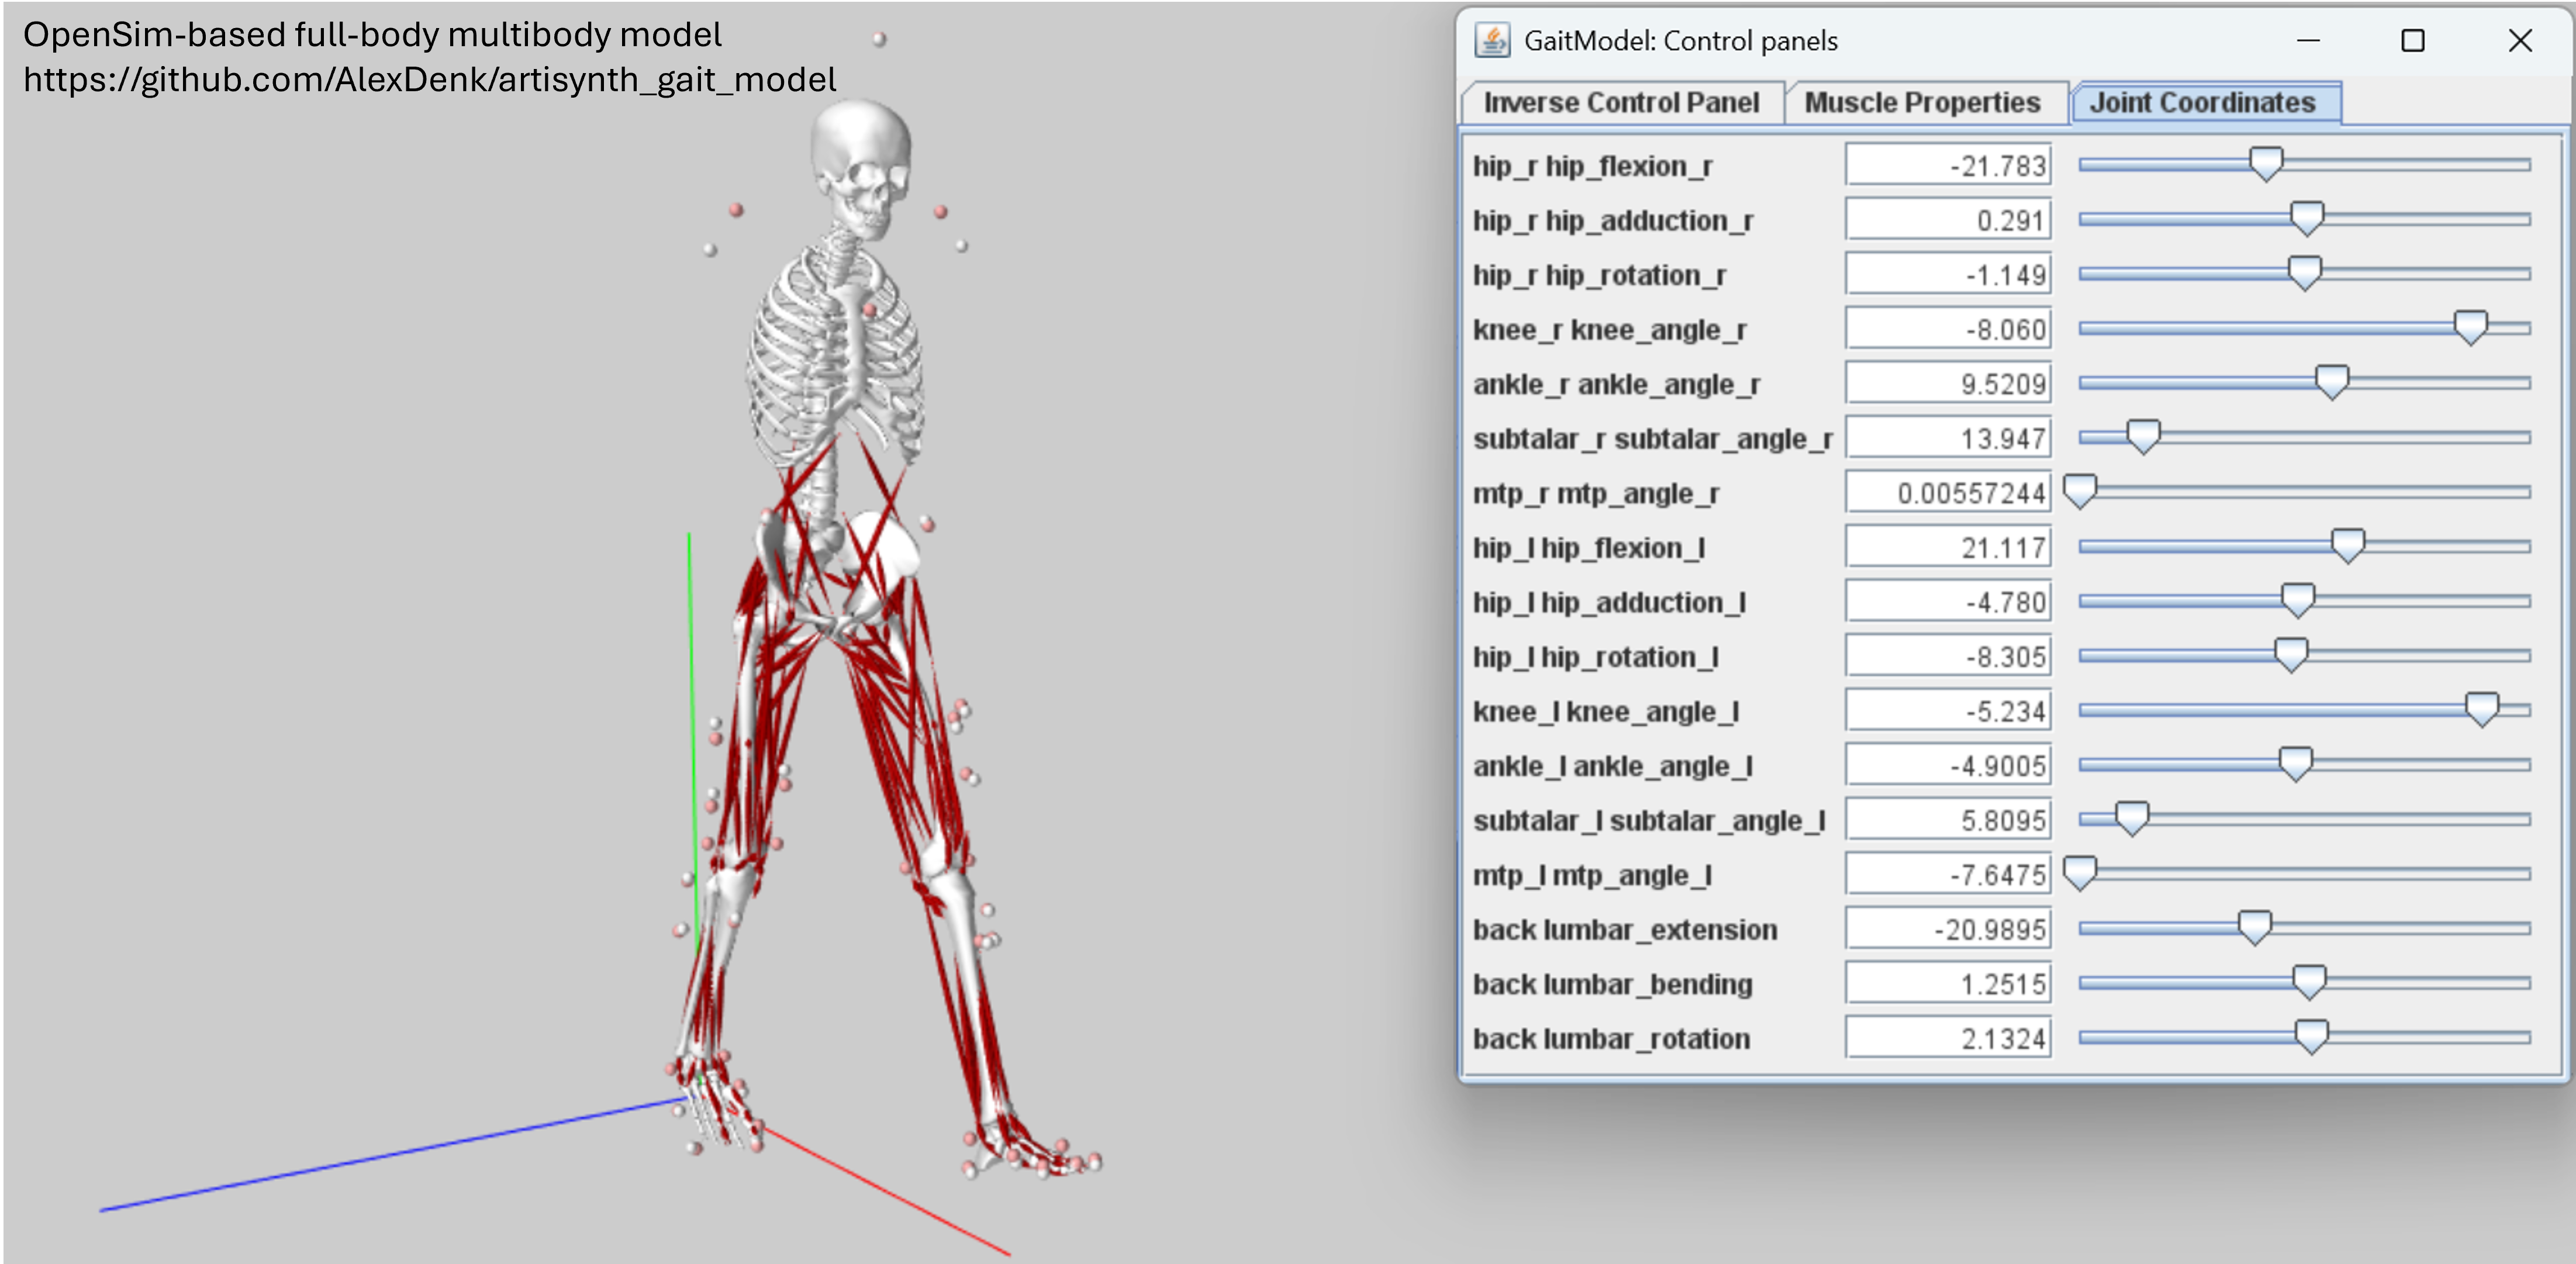 OpenSim-based full-body multibody model
https://github.com/AlexDenk/artisynth_gait_model
GaitModel: Control panels
Inverse Control Panel Muscle Properties Joint Coordinates
hip_r hip_flexion_r -21.783
hip_r hip_adduction_r 0.291
hip_r hip_rotation_r -1.149
knee_r knee_angle_r -8.060
ankle_r ankle_angle_r 9.5209
subtalar_r subtalar_angle_r 13.947
mtp_r mtp_angle_r 0.00557244
hip_l hip_flexion_l 21.117
hip_l hip_adduction_l -4.780
hip_l hip_rotation_l -8.305
knee_l knee_angle_l -5.234
ankle_l ankle_angle_l -4.9005
subtalar_l subtalar_angle_l 5.8095
mtp_l mtp_angle_l -7.6475
back lumbar_extension -20.9895
back lumbar_bending 1.2515
back lumbar_rotation 2.1324